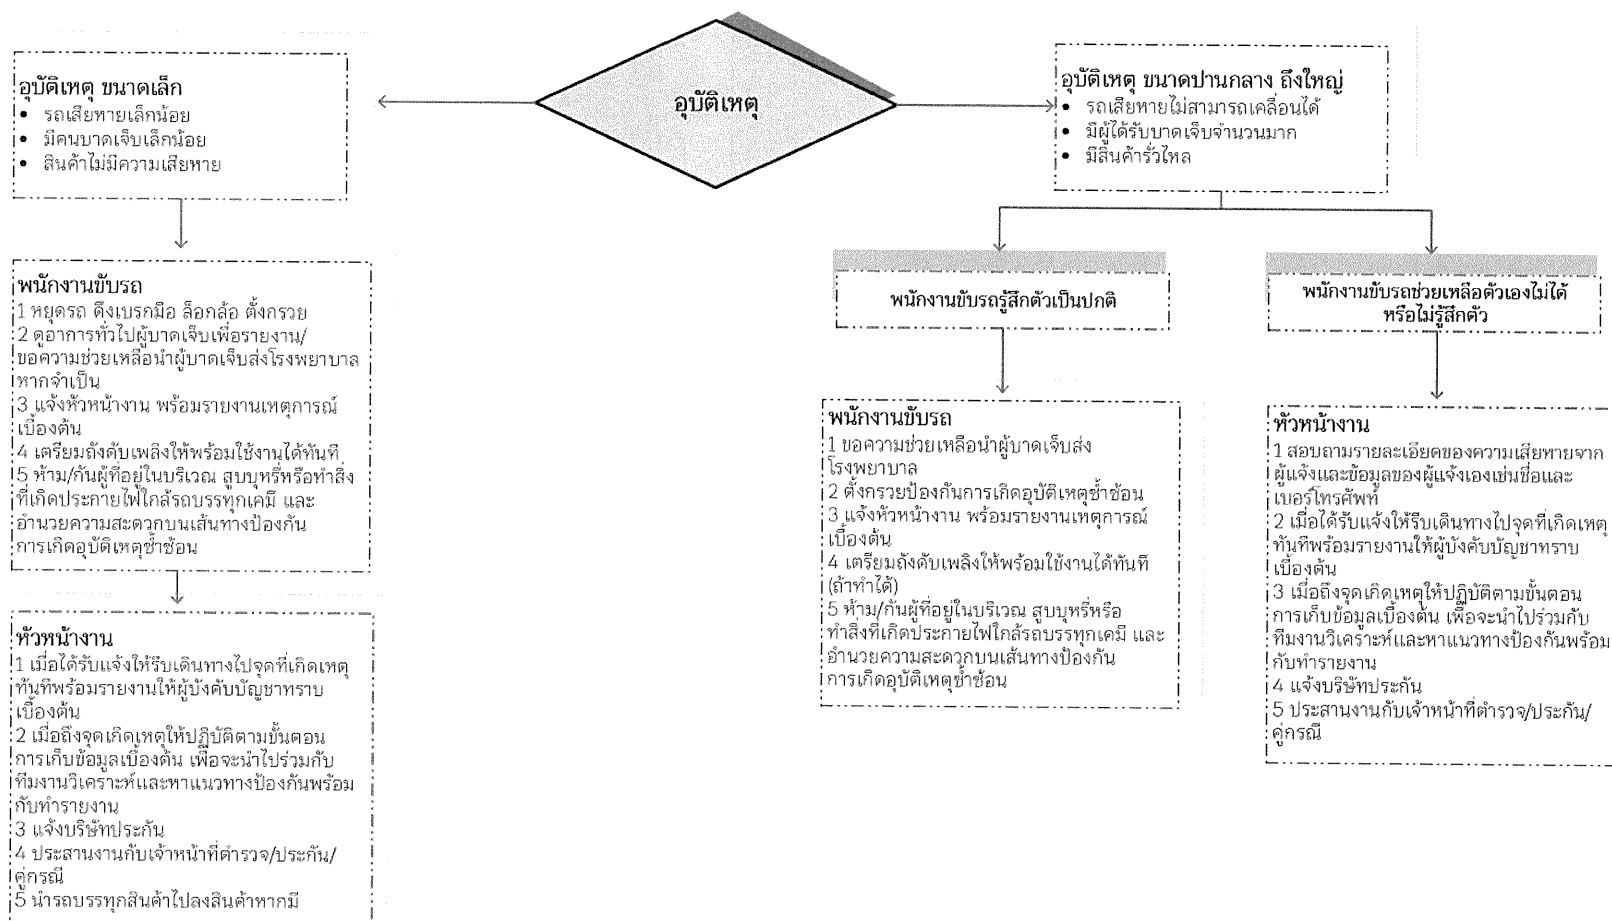 อุบัติเหตุ
อุบัติเหตุ ขนาดเล็ก
• รถเสียหายเล็กน้อย
• มีคนบาดเจ็บเล็กน้อย
• สินค้าไม่มีความเสียหาย
พนักงานขับรถ
1 หยุดรถ ดึงเบรกมือ ล็อกล้อ ตั้งกรวย
2 ดูอาการทั่วไปผู้บาดเจ็บเพื่อรายงาน/
ขอความช่วยเหลือนำผู้บาดเจ็บส่งโรงพยาบาล
หากจำเป็น
3 แจ้งหัวหน้างาน พร้อมรายงานเหตุการณ์
เบื้องต้น
4 เตรียมถังดับเพลิงให้พร้อมใช้งานได้ทันที
5 ห้าม/กันผู้ที่อยู่ในบริเวณ สูบบุหรี่หรือทำสิ่ง
ที่เกิดประกายไฟใกล้รถบรรทุกเคมี และ
อำนวยความสะดวกบนเส้นทางป้องกัน
การเกิดอุบัติเหตุซ้ำซ้อน
หัวหน้างาน
1 เมื่อได้รับแจ้งให้รีบเดินทางไปจุดที่เกิดเหตุ
ทันทีพร้อมรายงานให้ผู้บังคับบัญชาทราบ
เบื้องต้น
2 เมื่อถึงจุดเกิดเหตุให้ปฏิบัติตามขั้นตอน
การเก็บข้อมูลเบื้องต้น เพื่อจะนำไปร่วมกับ
ทีมงานวิเคราะห์และหาแนวทางป้องกันพร้อม
กับทำรายงาน
3 แจ้งบริษัทประกัน
4 ประสานงานกับเจ้าหน้าที่ตำรวจ/ประกัน/
คู่กรณี
5 นำรถบรรทุกสินค้าไปลงสินค้าหากมี
อุบัติเหตุ ขนาดปานกลาง ถึงใหญ่
• รถเสียหายไม่สามารถเคลื่อนได้
• มีผู้ได้รับบาดเจ็บจำนวนมาก
• มีสินค้ารั่วไหล
พนักงานขับรถรู้สึกตัวเป็นปกติ
พนักงานขับรถ
1 ขอความช่วยเหลือนำผู้บาดเจ็บส่ง
โรงพยาบาล
2 ตั้งกรวยป้องกันการเกิดอุบัติเหตุซ้ำซ้อน
3 แจ้งหัวหน้างาน พร้อมรายงานเหตุการณ์
เบื้องต้น
4 เตรียมถังดับเพลิงให้พร้อมใช้งานได้ทันที
(ถ้าทำได้)
5 ห้าม/กันผู้ที่อยู่ในบริเวณ สูบบุหรี่หรือ
ทำสิ่งที่เกิดประกายไฟใกล้รถบรรทุกเคมี และ
อำนวยความสะดวกบนเส้นทางป้องกัน
การเกิดอุบัติเหตุซ้ำซ้อน
พนักงานขับรถช่วยเหลือตัวเองไม่ได้
หรือไม่รู้สึกตัว
หัวหน้างาน
1 สอบถามรายละเอียดของความเสียหายจาก
ผู้แจ้งและข้อมูลของผู้แจ้งเองเช่นชื่อและ
เบอร์โทรศัพท์
2 เมื่อได้รับแจ้งให้รีบเดินทางไปจุดที่เกิดเหตุ
ทันทีพร้อมรายงานให้ผู้บังคับบัญชาทราบ
เบื้องต้น
3 เมื่อถึงจุดเกิดเหตุให้ปฏิบัติตามขั้นตอน
การเก็บข้อมูลเบื้องต้น เพื่อจะนำไปร่วมกับ
ทีมงานวิเคราะห์และหาแนวทางป้องกันพร้อม
กับทำรายงาน
4 แจ้งบริษัทประกัน
5 ประสานงานกับเจ้าหน้าที่ตำรวจ/ประกัน/
คู่กรณี